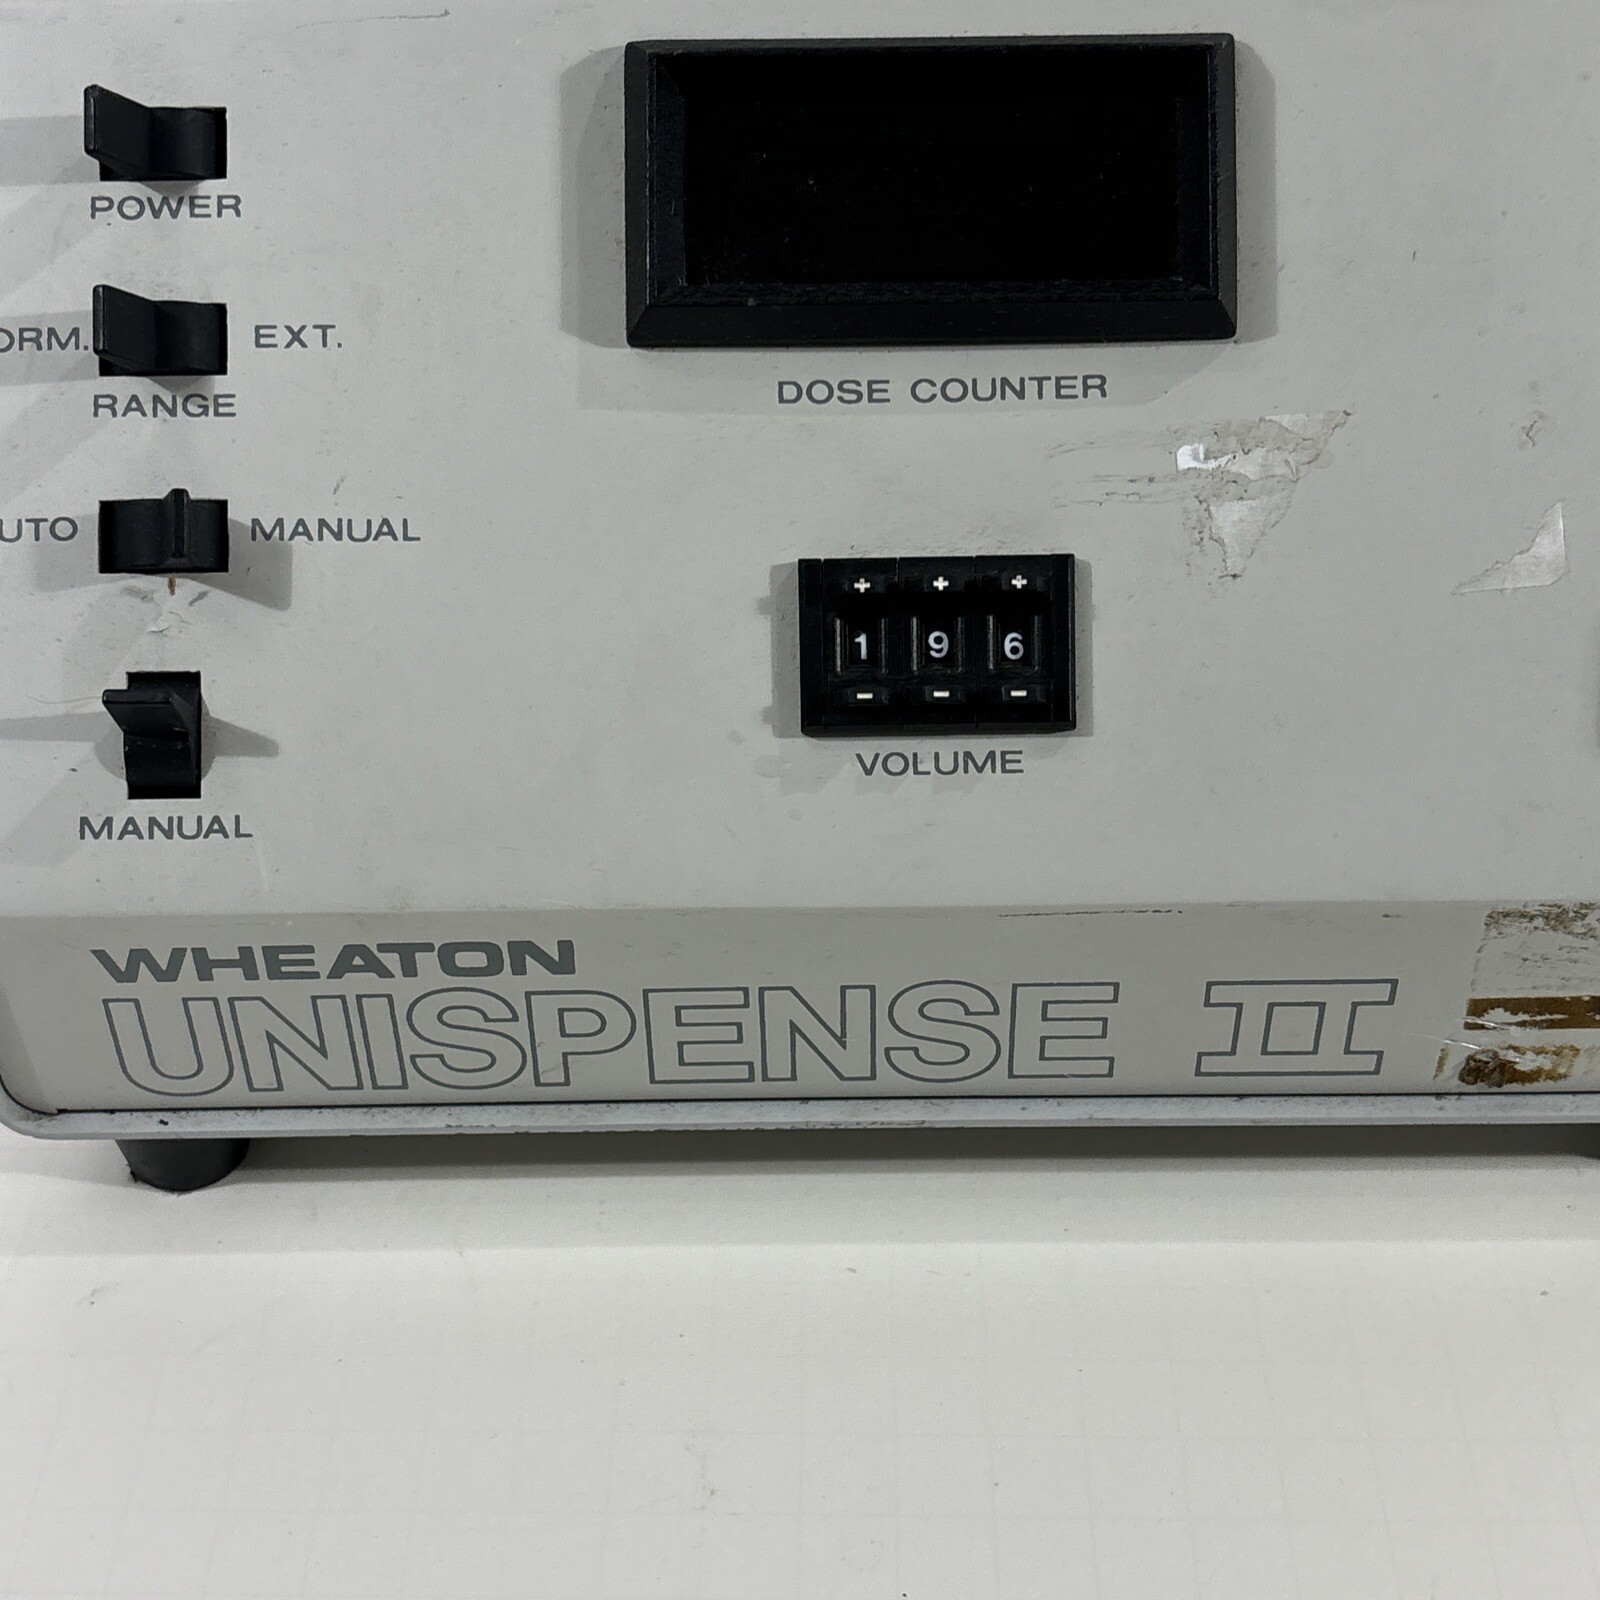 POWER
ORM. EXT.
RANGE
DOSE COUNTER
UTO MANUAL
+ + +
1 9 6
- - -
VOLUME
MANUAL
WHEATON
UNISPENSE II